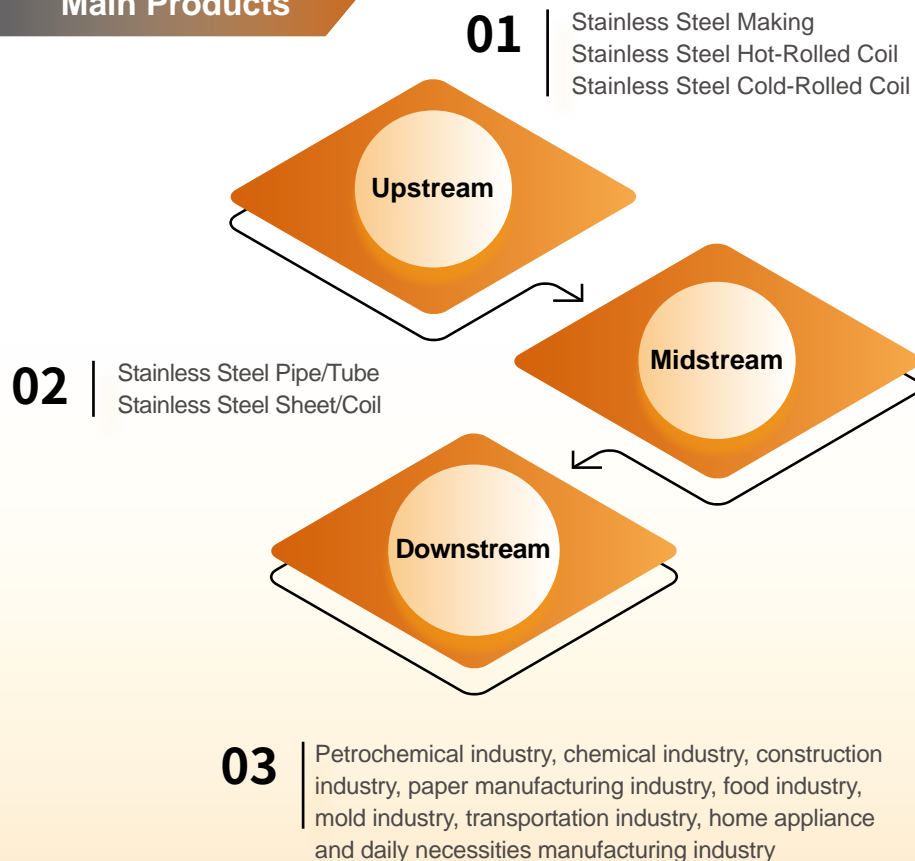 Main Products
01
Stainless Steel Making
Stainless Steel Hot-Rolled Coil
Stainless Steel Cold-Rolled Coil
Upstream
Midstream
02
Stainless Steel Pipe/Tube
Stainless Steel Sheet/Coil
Downstream
03
Petrochemical industry, chemical industry, construction
industry, paper manufacturing industry, food industry,
mold industry, transportation industry, home appliance
and daily necessities manufacturing industry